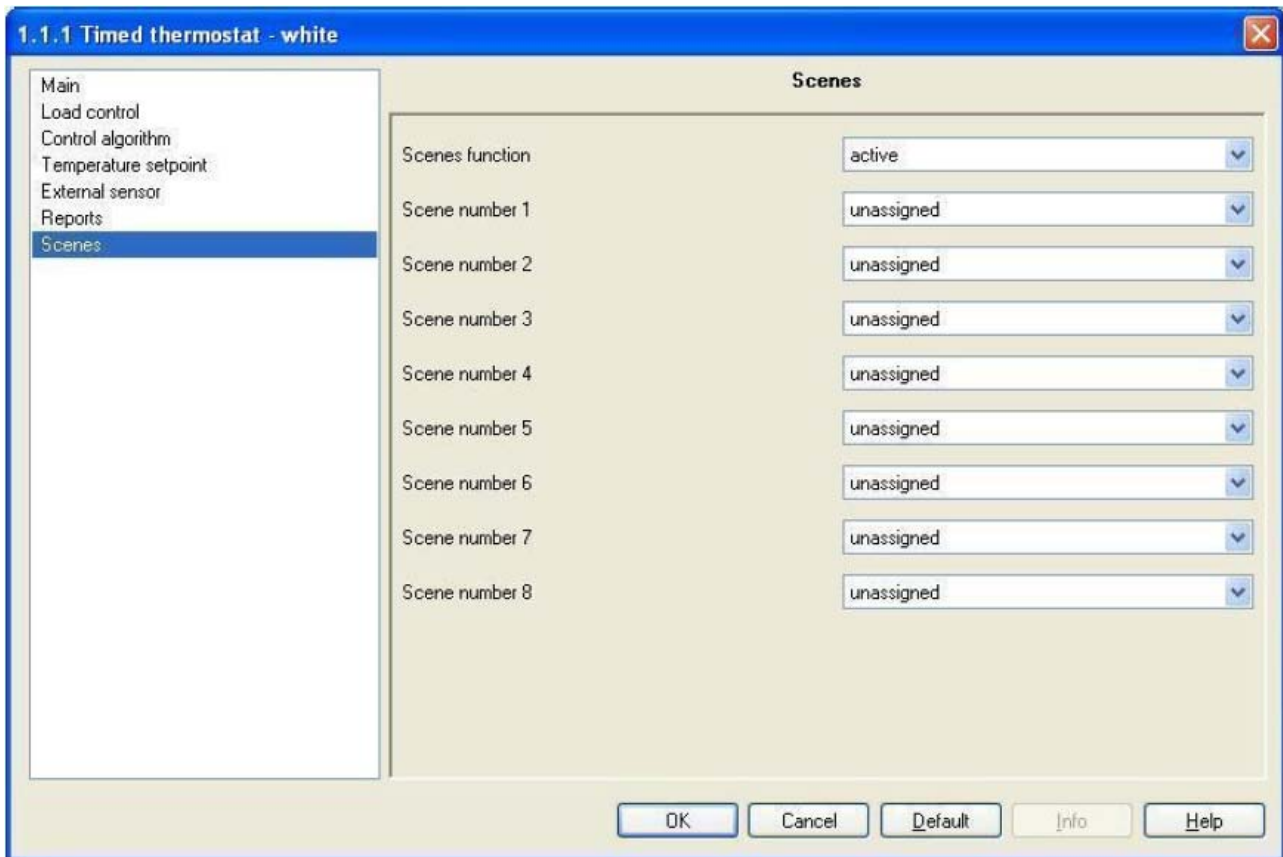 1.1.1 Timed thermostat - white
Main
Load control
Control algorithm
Temperature setpoint
External sensor
Reports
Scenes
Scenes
Scenes function active
Scene number 1 unassigned
Scene number 2 unassigned
Scene number 3 unassigned
Scene number 4 unassigned
Scene number 5 unassigned
Scene number 6 unassigned
Scene number 7 unassigned
Scene number 8 unassigned
OK Cancel Default Info Help